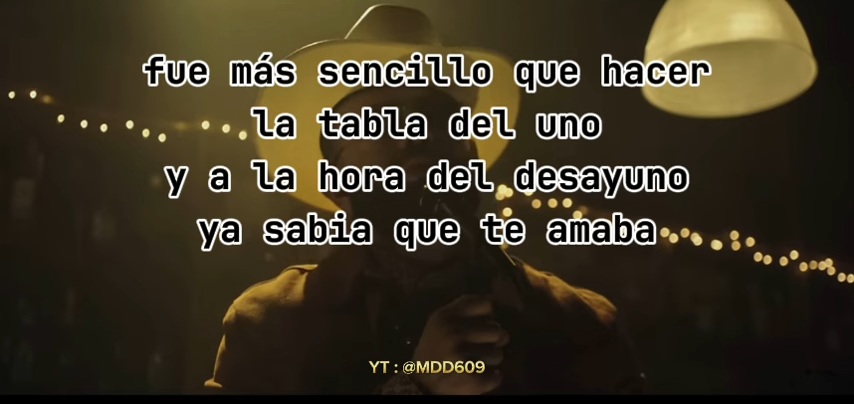 fue más sencillo que hacer
la tabla del uno
y a la hora del desayuno
ya sabia que te amaba
YT : @MDD609